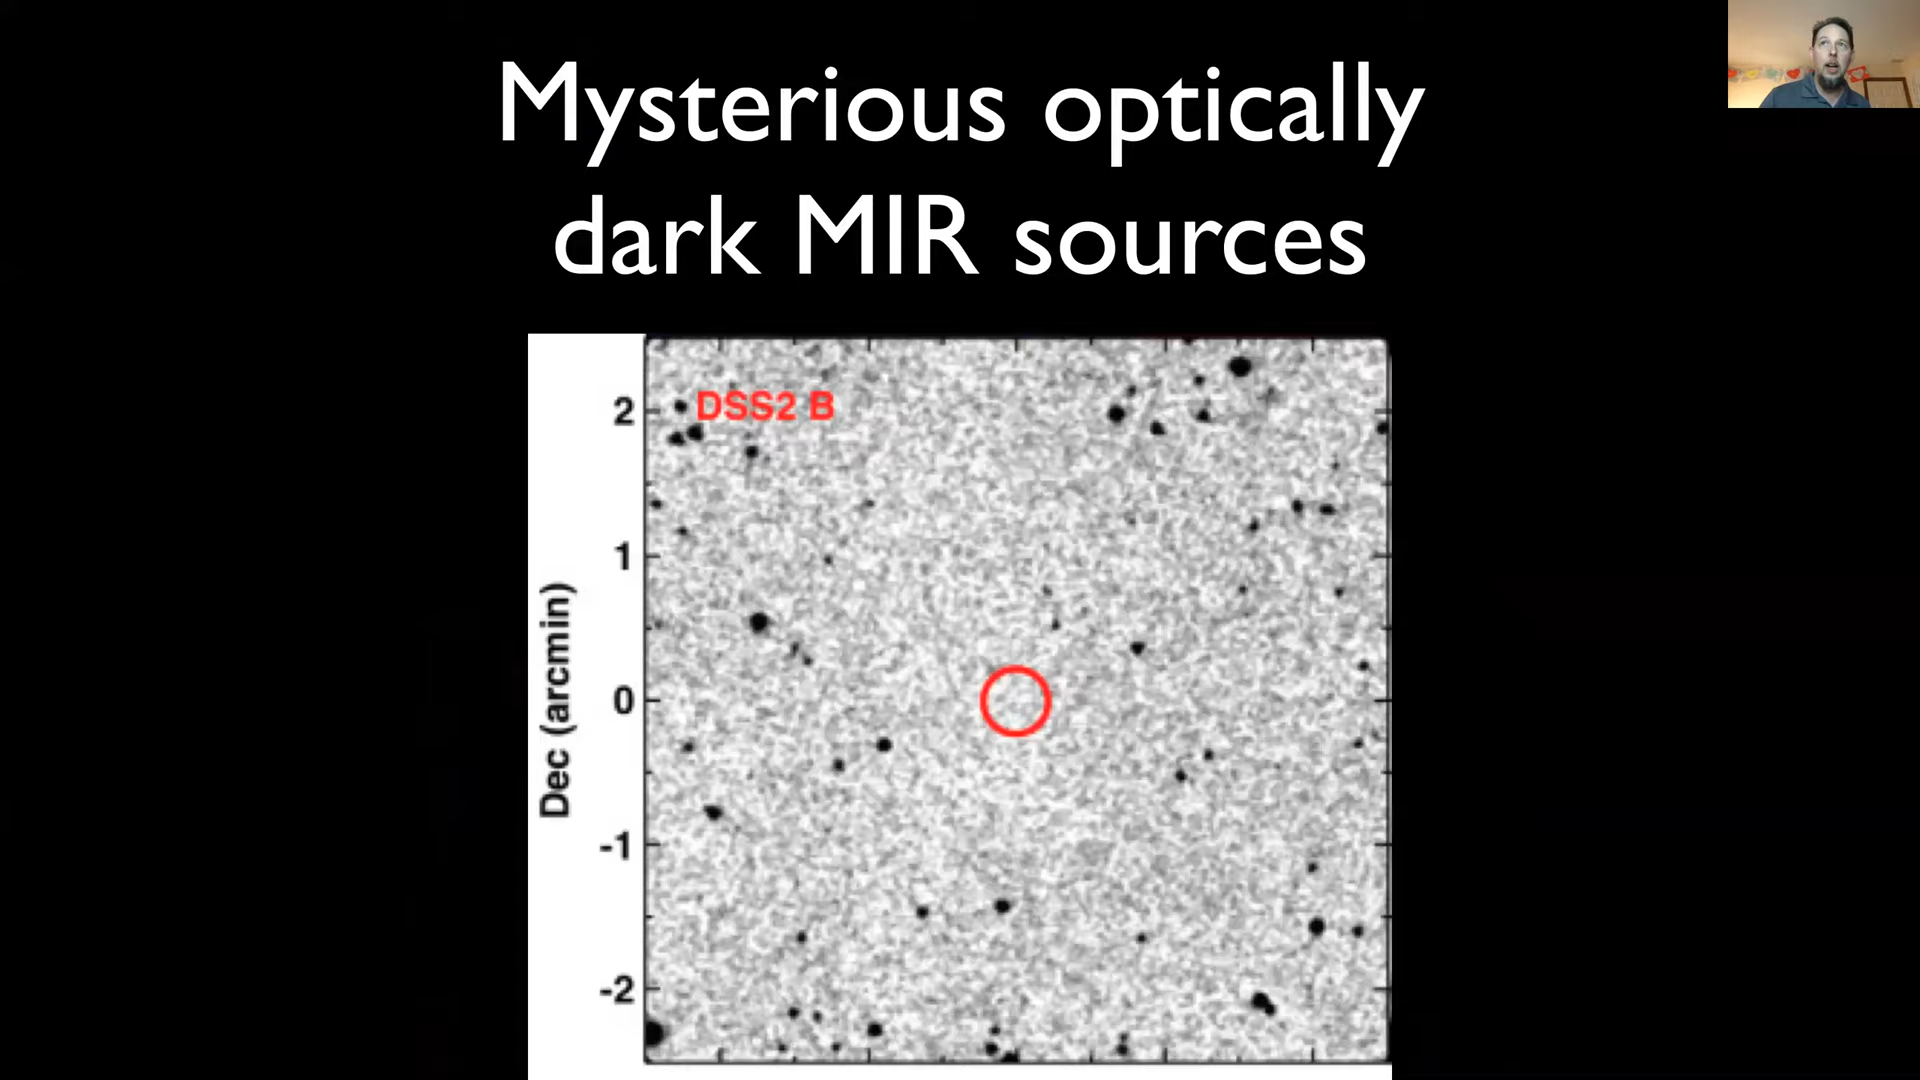 Mysterious optically
dark MIR sources
DSS2 B
2
1
0
-1
-2
Dec (arcmin)